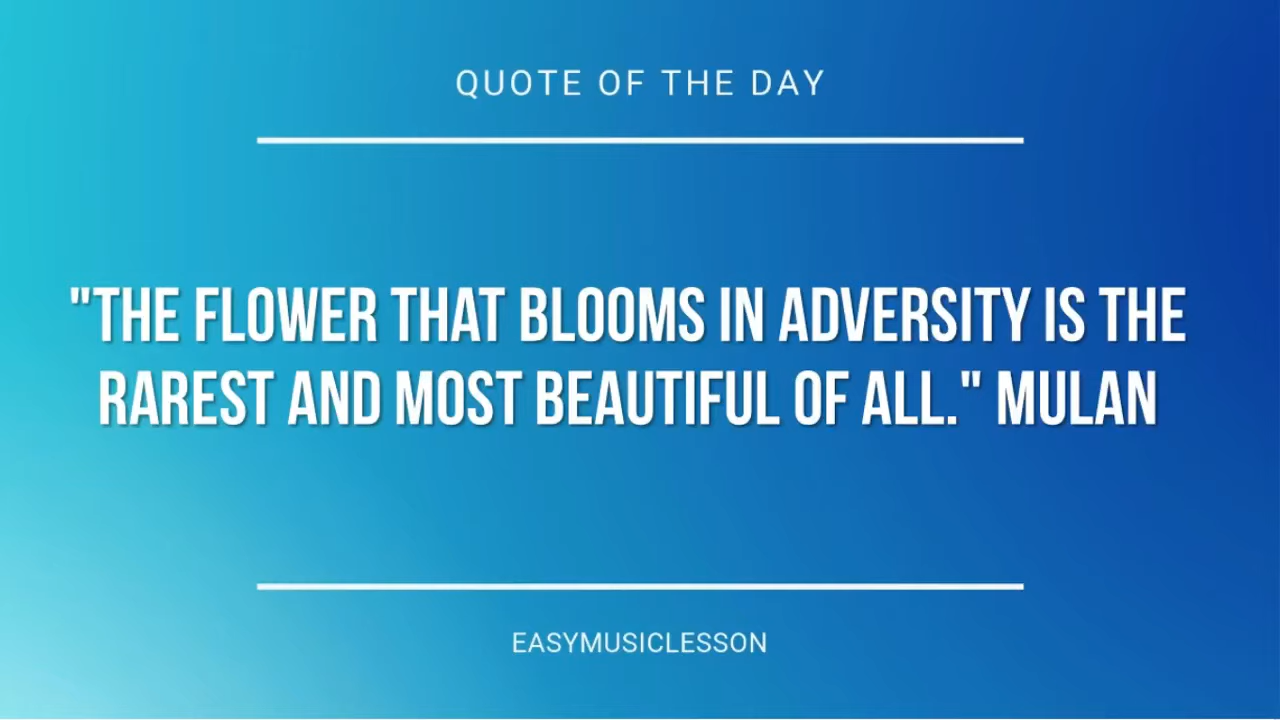 QUOTE OF THE DAY
"THE FLOWER THAT BLOOMS IN ADVERSITY IS THE
RAREST AND MOST BEAUTIFUL OF ALL." MULAN
EASYMUSICLESSON